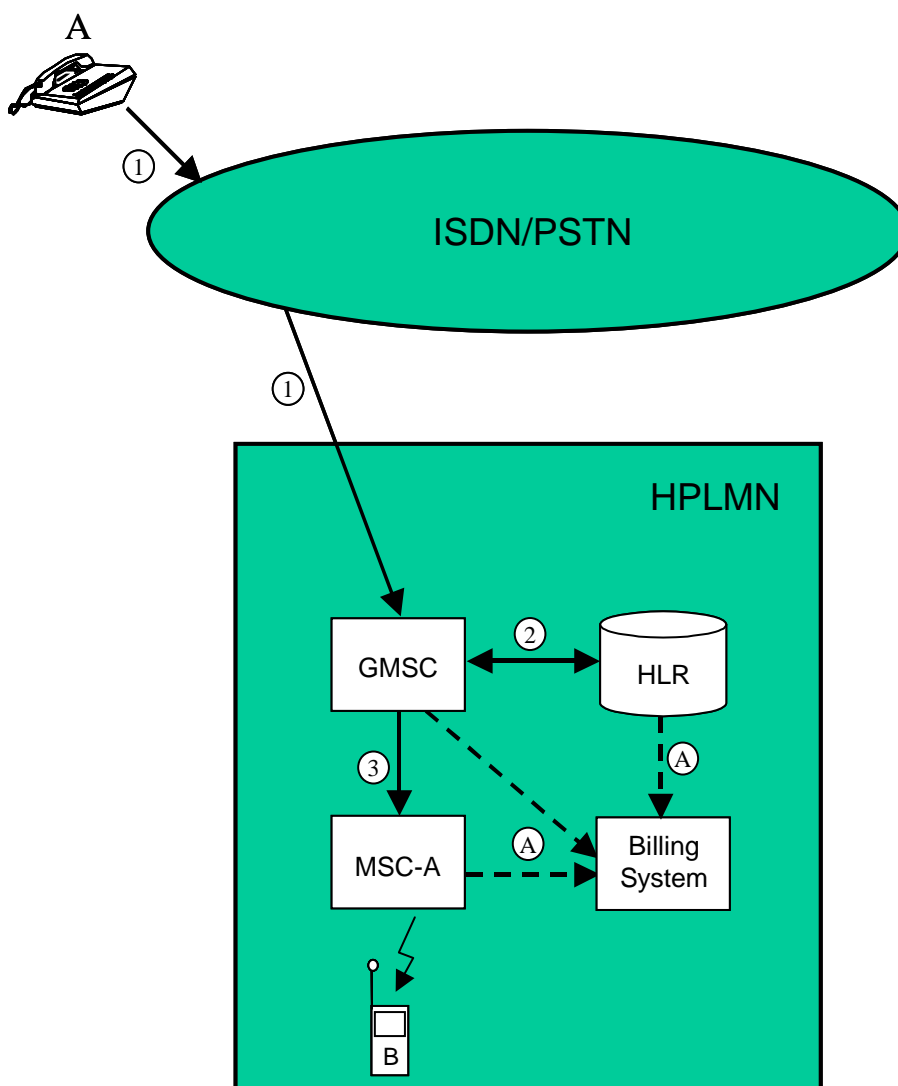 A
1
ISDN/PSTN
1
HPLMN
GMSC
2
HLR
3
A
MSC-A
A
Billing
System
B